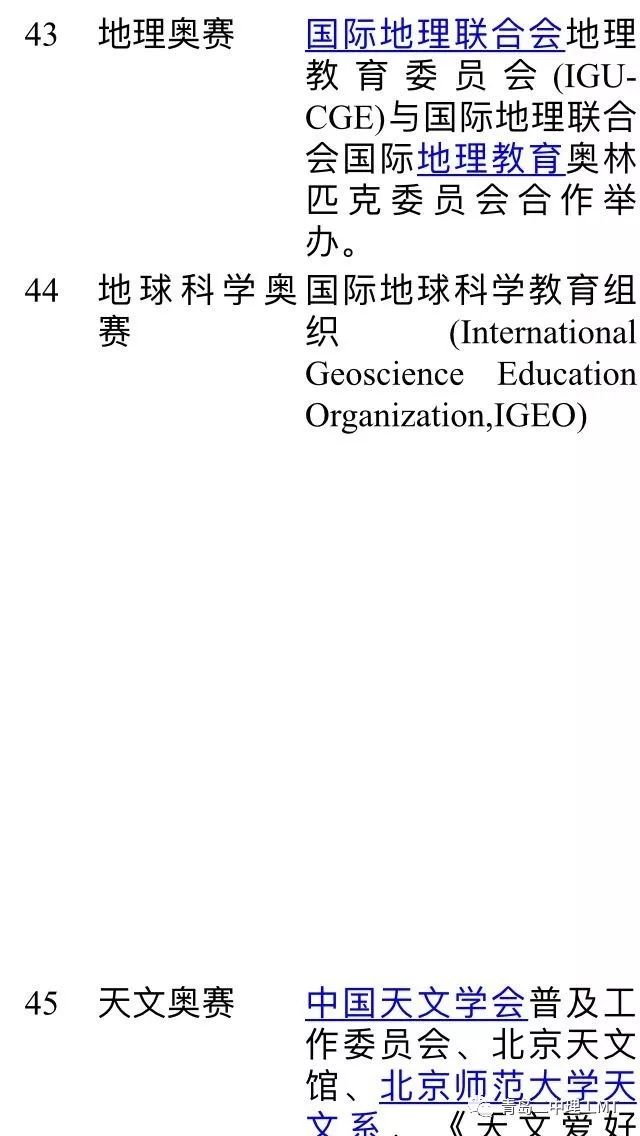 43 地理奥赛 国际地理联合会地理
教育委员会(IGU-
CGE)与国际地理联合
会国际地理教育奥林
匹克委员会合作举
办。
44 地球科学奥 国际地球科学教育组
赛 织 (International
Geoscience Education
Organization,IGEO)
45 天文奥赛 中国天文学会普及工
作委员会、北京天文
馆、北京师范大学天
文系、《天文爱好
青岛二中理工MT